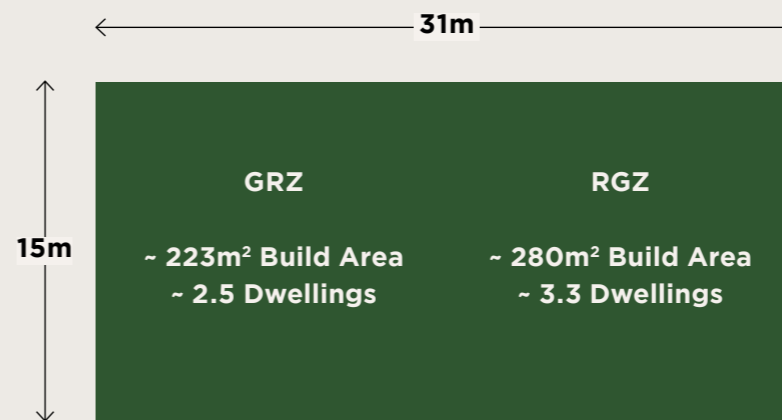 31m
15m
GRZ
~ 223m² Build Area
~ 2.5 Dwellings
RGZ
~ 280m² Build Area
~ 3.3 Dwellings